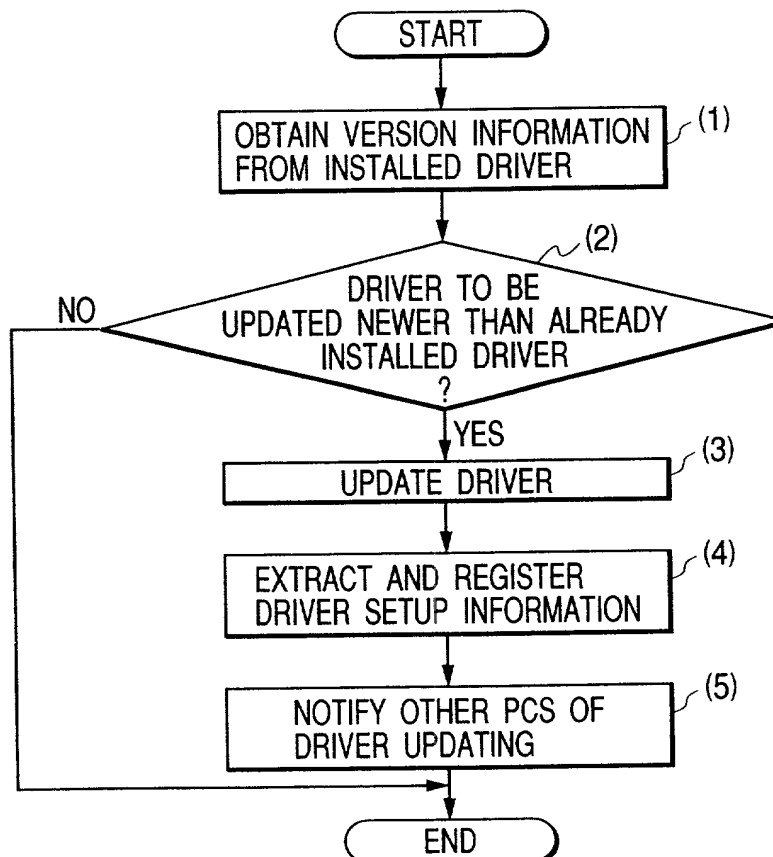 START
OBTAIN VERSION INFORMATION
FROM INSTALLED DRIVER
(1)
(2)
DRIVER TO BE
UPDATED NEWER THAN ALREADY
INSTALLED DRIVER
?
NO
YES
UPDATE DRIVER
(3)
EXTRACT AND REGISTER
DRIVER SETUP INFORMATION
(4)
NOTIFY OTHER PCS OF
DRIVER UPDATING
(5)
END